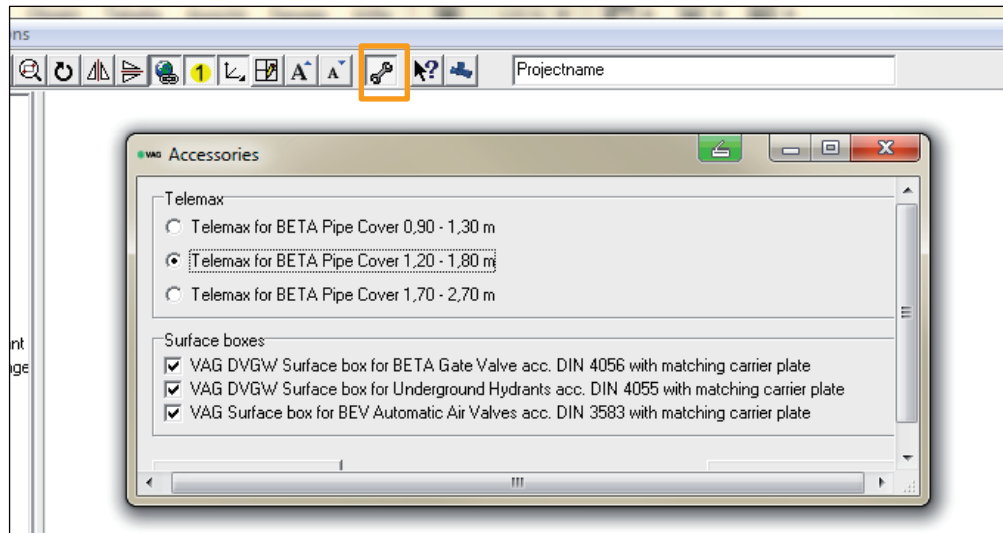 ns
1
A
A
?
Projectname
VAG Accessories
Telemax
Telemax for BETA Pipe Cover 0,90 - 1,30 m
Telemax for BETA Pipe Cover 1,20 - 1,80 m
Telemax for BETA Pipe Cover 1,70 - 2,70 m
Surface boxes
VAG DVGW Surface box for BETA Gate Valve acc. DIN 4056 with matching carrier plate
nt
VAG DVGW Surface box for Underground Hydrants acc. DIN 4055 with matching carrier plate
ge
VAG Surface box for BEV Automatic Air Valves acc. DIN 3583 with matching carrier plate